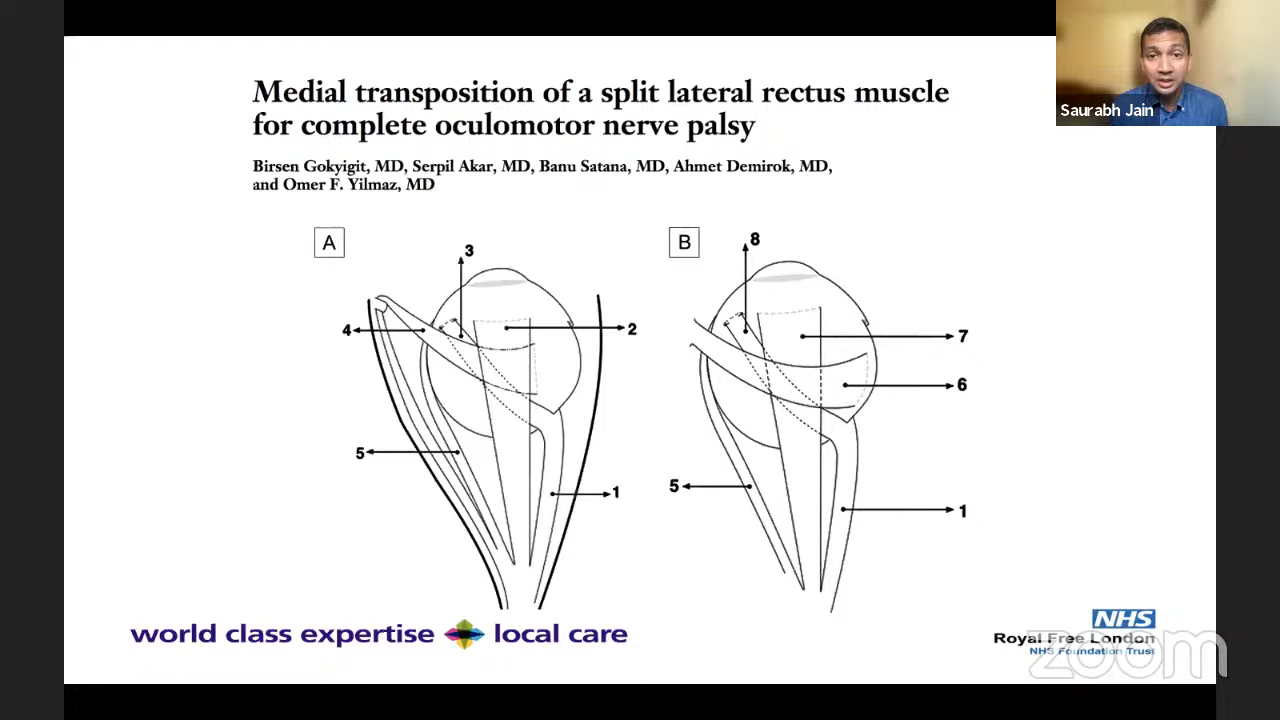 Saurabh Jain
Medial transposition of a split lateral rectus muscle
for complete oculomotor nerve palsy
Birsen Gokyigit, MD, Serpil Akar, MD, Banu Satana, MD, Ahmet Demirok, MD,
and Omer F. Yilmaz, MD
A
3
4
2
5
1
B
8
7
6
5
1
world class expertise local care
NHS
Royal Free London
NHS Foundation Trust
zoom